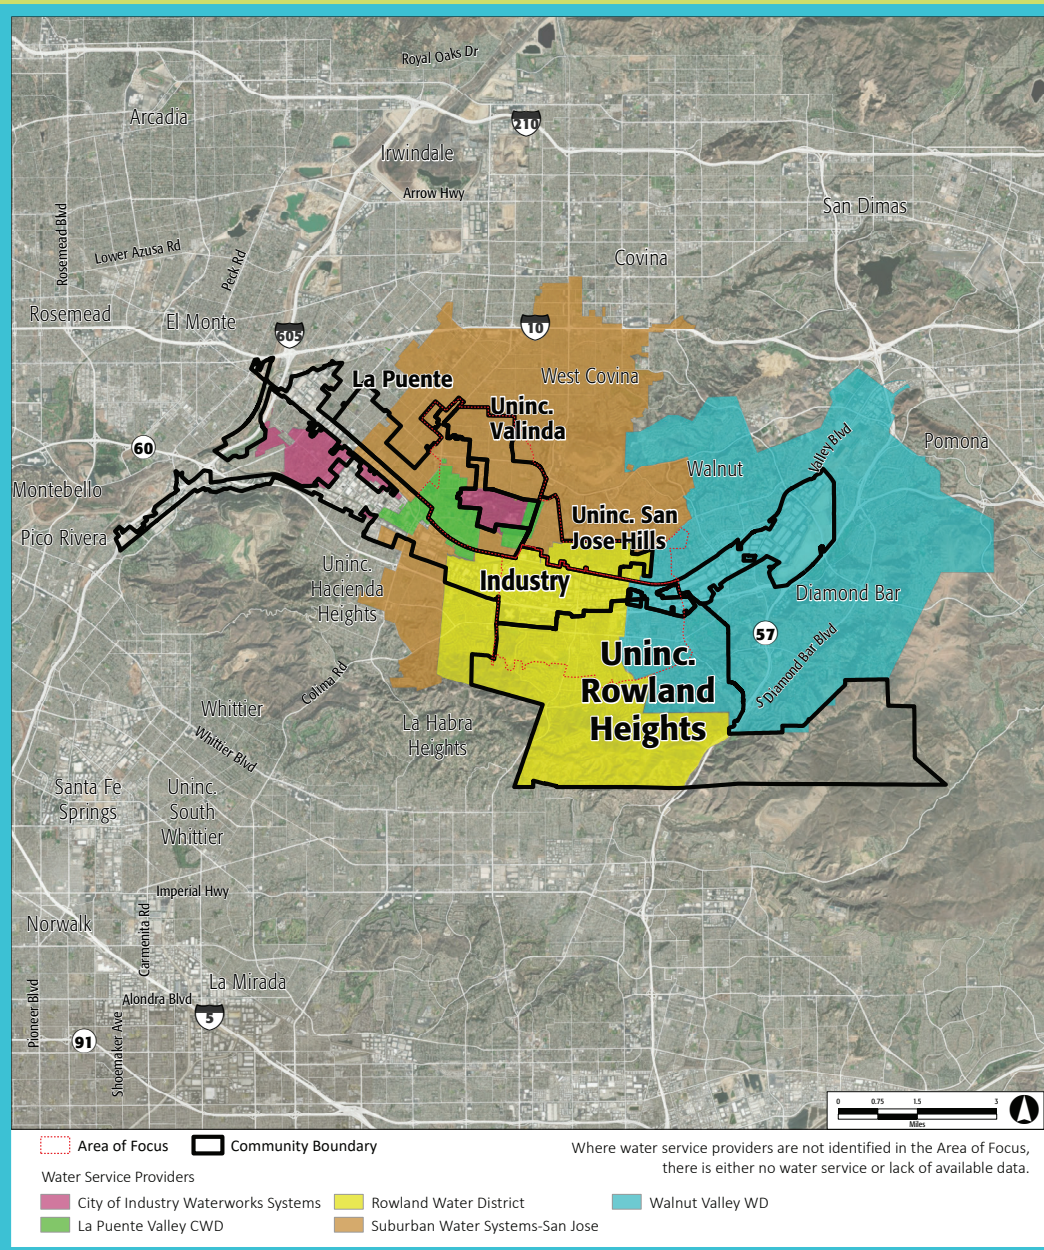 Royal Oaks Dr
Arcadia
210
Irwindale
Arrow Hwy
San Dimas
Rosemead Blvd
Lower Azusa Rd
Peck Rd
Covina
Rosemead
El Monte
605
10
La Puente
West Covina
Uninc.
Valinda
60
Valley Blvd
Pomona
Walnut
Montebello
Pico Rivera
Uninc. San
Jose Hills
Uninc.
Hacienda
Heights
Industry
Diamond Bar
57
Uninc.
Rowland
Heights
S Diamond Bar Blvd
Colima Rd
Whittier
La Habra
Heights
Whittier Blvd
Santa Fe
Springs
Uninc.
South
Whittier
Imperial Hwy
Norwalk
Carmenita Rd
La Mirada
Alondra Blvd
5
Pioneer Blvd
Shoemaker Ave
91
0 0.75 1.5 3
Miles
Area of Focus
Community Boundary
Where water service providers are not identified in the Area of Focus,
there is either no water service or lack of available data.
Water Service Providers
City of Industry Waterworks Systems
Rowland Water District
Walnut Valley WD
La Puente Valley CWD
Suburban Water Systems-San Jose